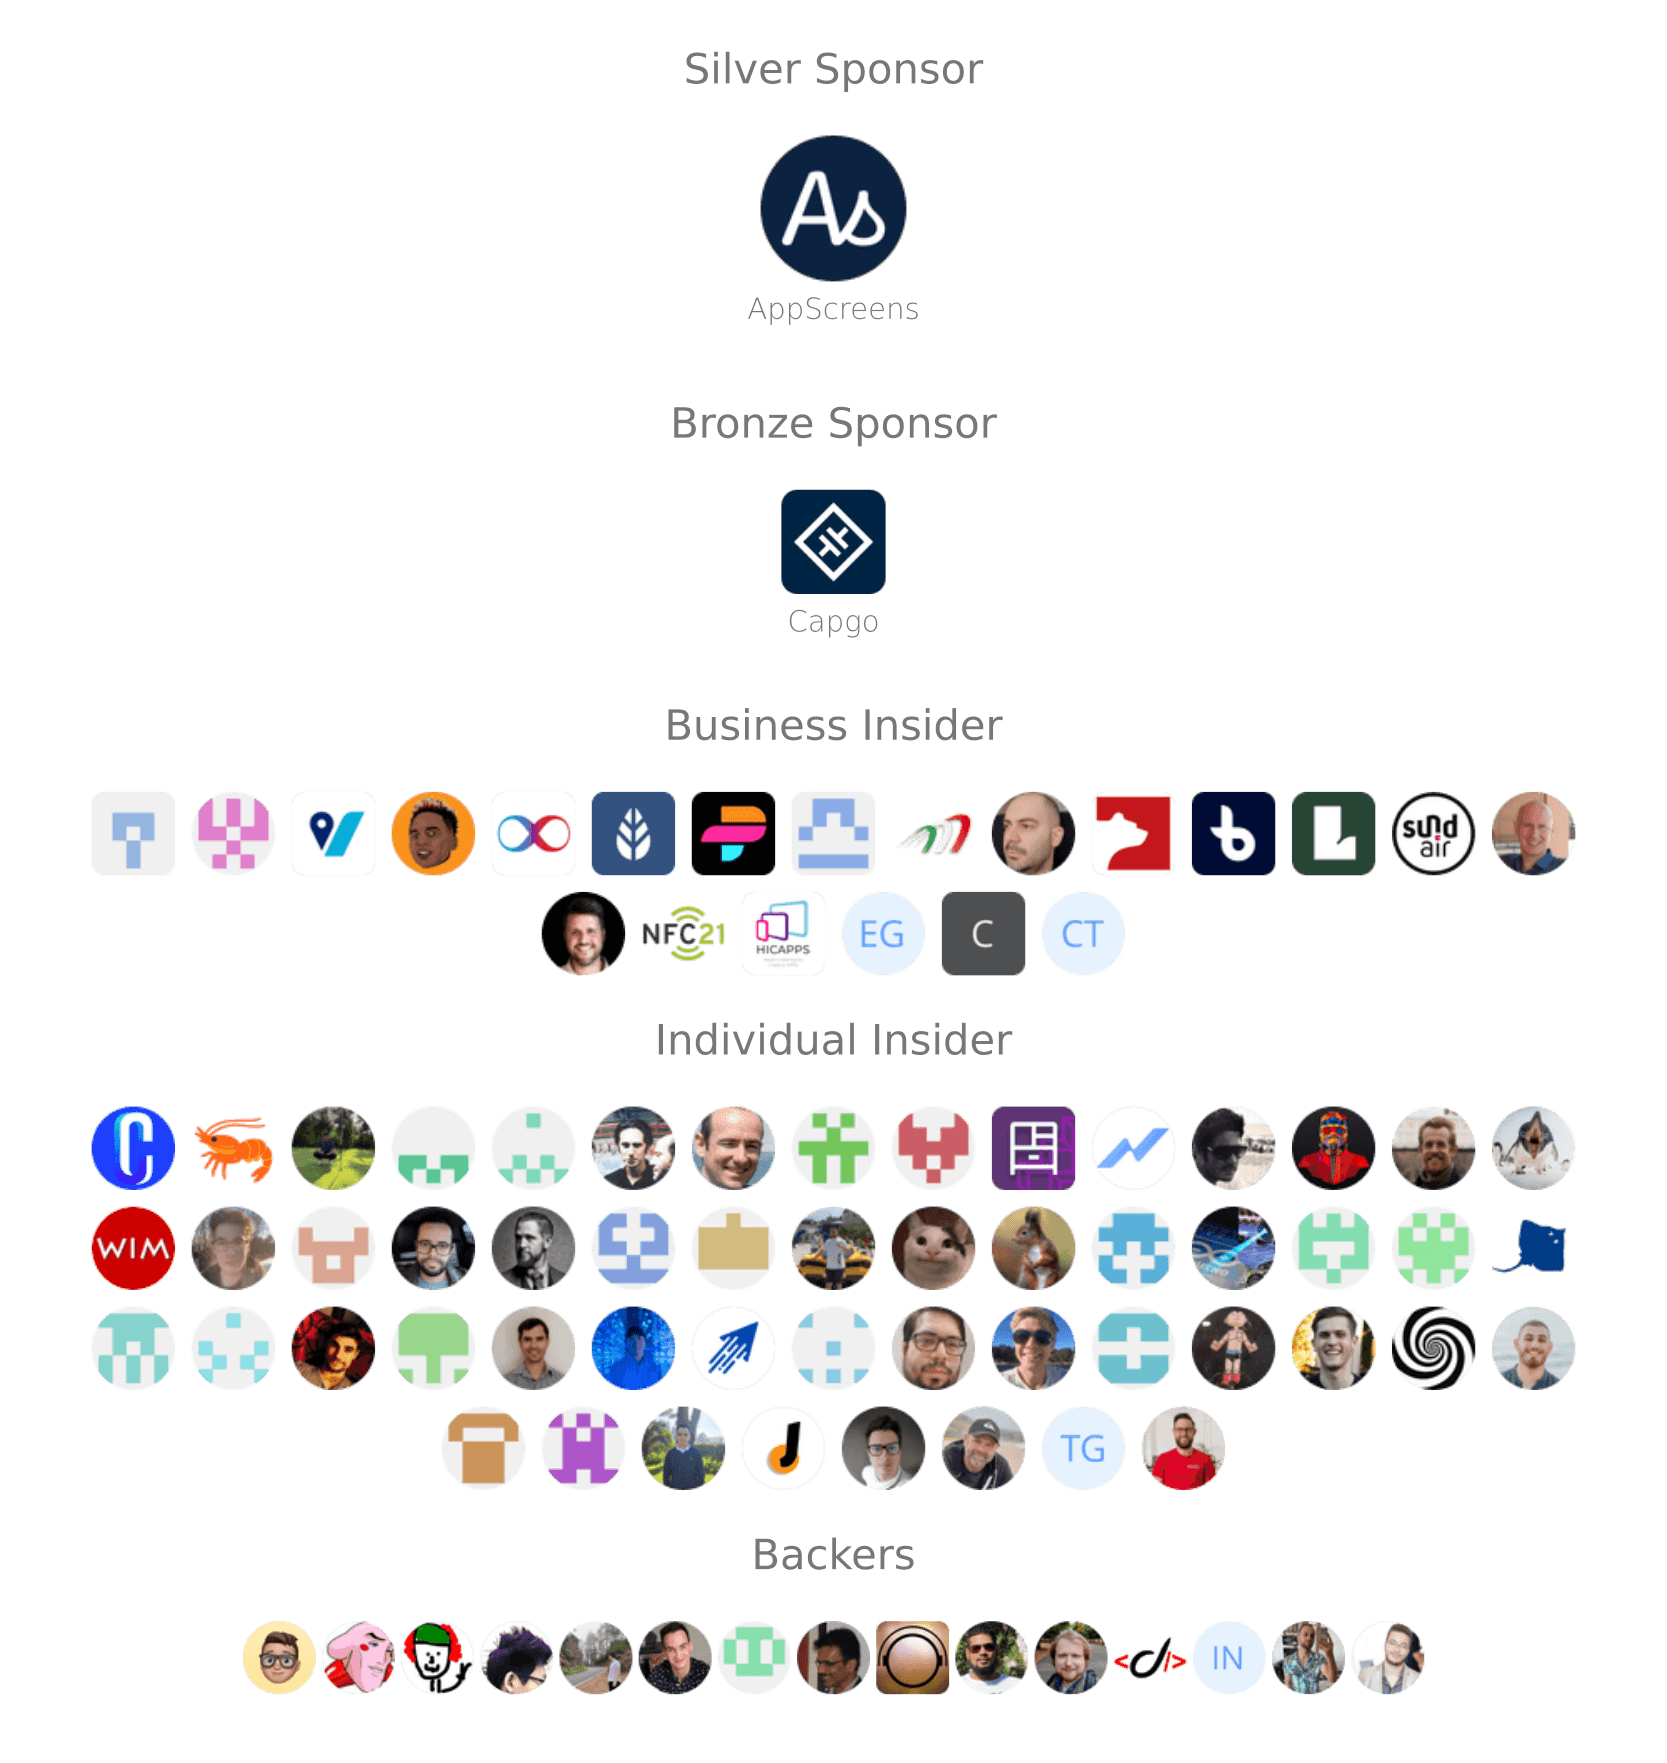 Silver Sponsor
As
AppScreens
Bronze Sponsor
Capgo
Business Insider
sund
air
NFC21
HICAPPS
EG
C
CT
Individual Insider
C
WIM
TG
Backers
<d/>
IN